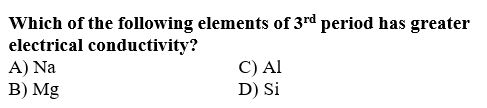 Which of the following elements of 3rd period has greater
electrical conductivity?
A) Na C) Al
B) Mg D) Si